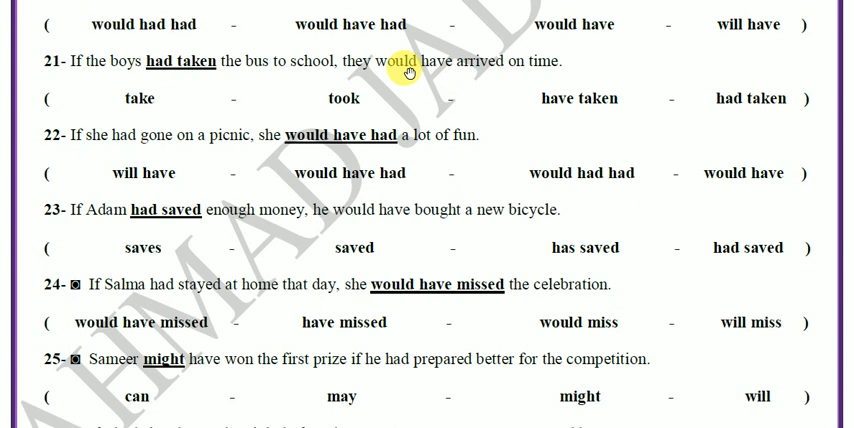 ( would had had - would have had - would have - will have )
21- If the boys had taken the bus to school, they would have arrived on time.
( take - took - have taken - had taken )
22- If she had gone on a picnic, she would have had a lot of fun.
( will have - would have had - would had had - would have )
23- If Adam had saved enough money, he would have bought a new bicycle.
( saves - saved - has saved - had saved )
24- ◙ If Salma had stayed at home that day, she would have missed the celebration.
( would have missed - have missed - would miss - will miss )
25- ◙ Sameer might have won the first prize if he had prepared better for the competition.
( can - may - might - will )
AHMAD JAD